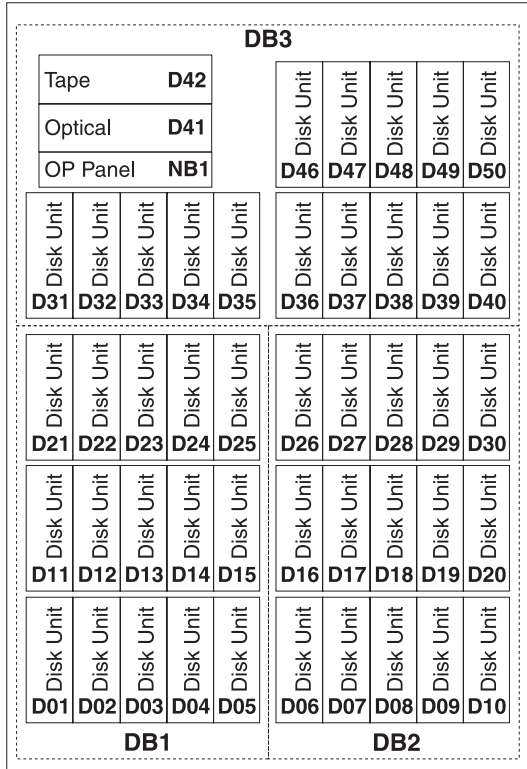 DB3
Tape D42
Optical D41
OP Panel NB1
Disk Unit Disk Unit Disk Unit Disk Unit Disk Unit
D46 D47 D48 D49 D50
Disk Unit Disk Unit Disk Unit Disk Unit Disk Unit
D31 D32 D33 D34 D35
Disk Unit Disk Unit Disk Unit Disk Unit Disk Unit
D36 D37 D38 D39 D40
Disk Unit Disk Unit Disk Unit Disk Unit Disk Unit
D21 D22 D23 D24 D25
Disk Unit Disk Unit Disk Unit Disk Unit Disk Unit
D11 D12 D13 D14 D15
Disk Unit Disk Unit Disk Unit Disk Unit Disk Unit
D01 D02 D03 D04 D05
DB1
Disk Unit Disk Unit Disk Unit Disk Unit Disk Unit
D26 D27 D28 D29 D30
Disk Unit Disk Unit Disk Unit Disk Unit Disk Unit
D16 D17 D18 D19 D20
Disk Unit Disk Unit Disk Unit Disk Unit Disk Unit
D06 D07 D08 D09 D10
DB2